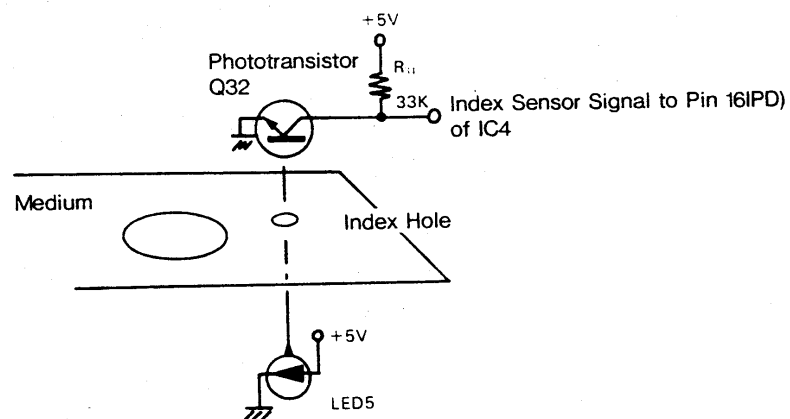 +5V
Phototransistor
Q32
33K
Index Sensor Signal to Pin 16IPD)
of IC4
Medium
Index Hole
+5V
LED5